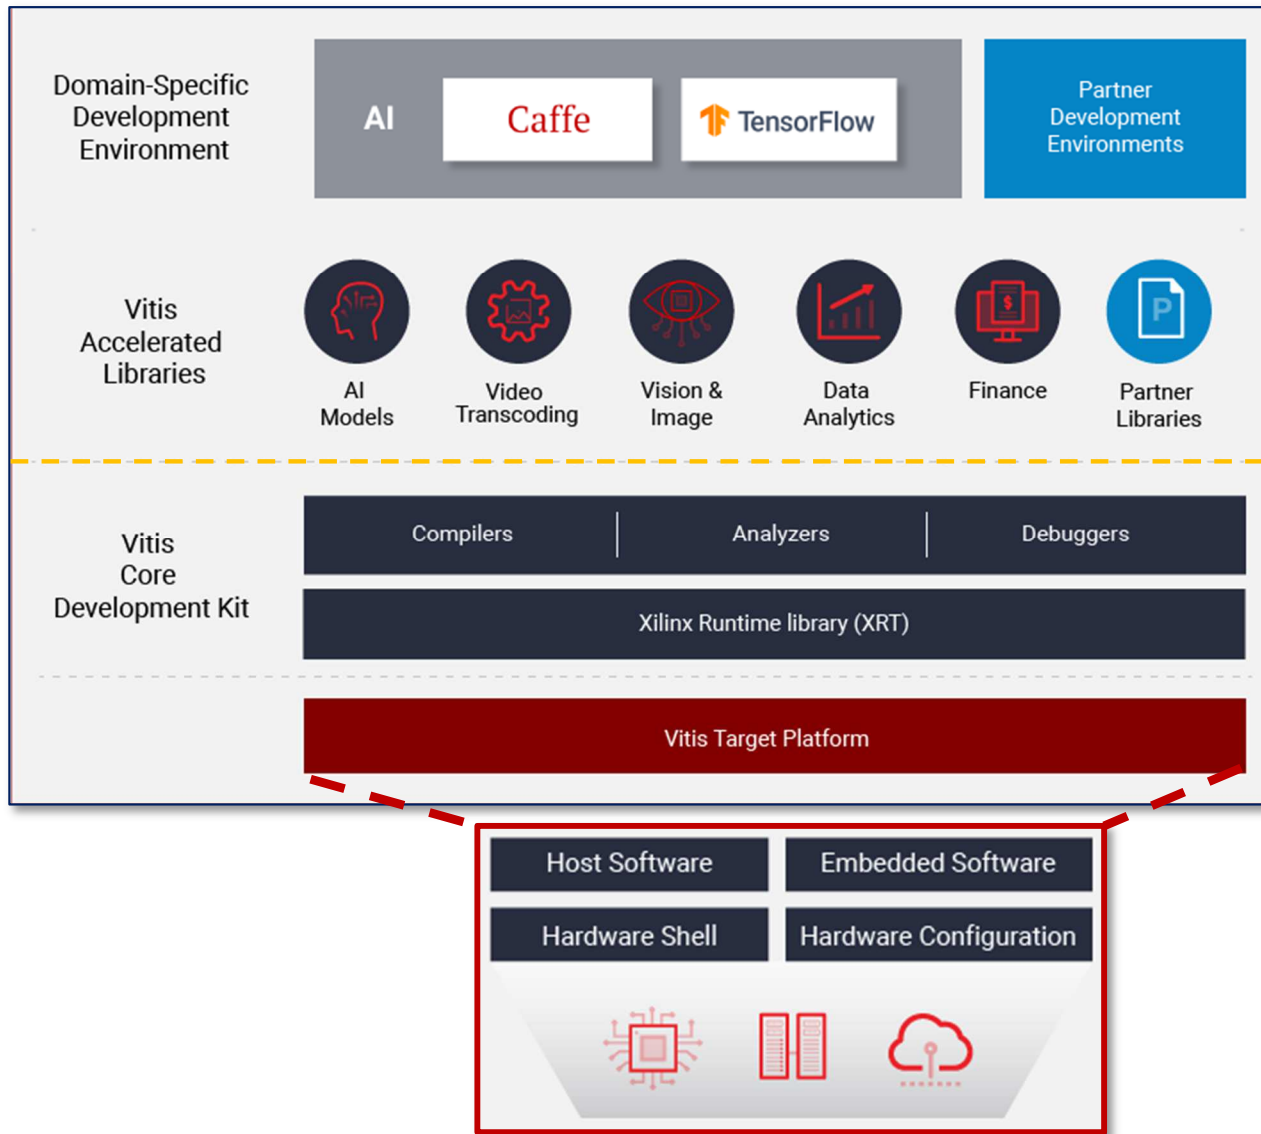 Domain-Specific
Development
Environment
AI
Caffe
TensorFlow
Partner
Development
Environments
Vitis
Accelerated
Libraries
AI
Models
Video
Transcoding
Vision &
Image
Data
Analytics
Finance
$
P
Partner
Libraries
Vitis
Core
Development Kit
Compilers
Analyzers
Debuggers
Xilinx Runtime library (XRT)
Vitis Target Platform
Host Software
Embedded Software
Hardware Shell
Hardware Configuration